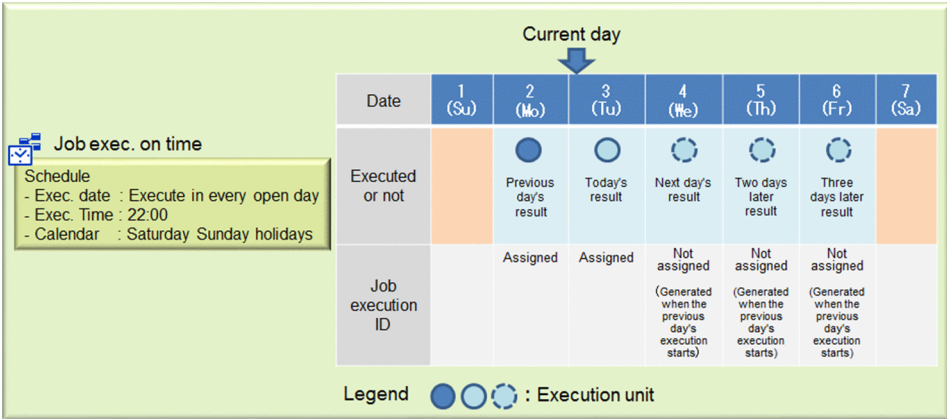 Current day
Date
1
(Su)
2
(Mo)
3
(Tu)
4
(We)
5
(Th)
6
(Fr)
7
(Sa)
Job exec. on time
Schedule
- Exec. date : Execute in every open day
- Exec. Time : 22:00
- Calendar : Saturday Sunday holidays
Executed
or not
Previous
day's
result
Today's
result
Next day's
result
Two days
later
result
Three
days later
result
Job
execution
ID
Assigned
Assigned
Not
assigned
(Generated
when the
previous
day's
execution
starts)
Not
assigned
(Generated
when the
previous
day's
execution
starts)
Not
assigned
(Generated
when the
previous
day's
execution
starts)
Legend
: Execution unit